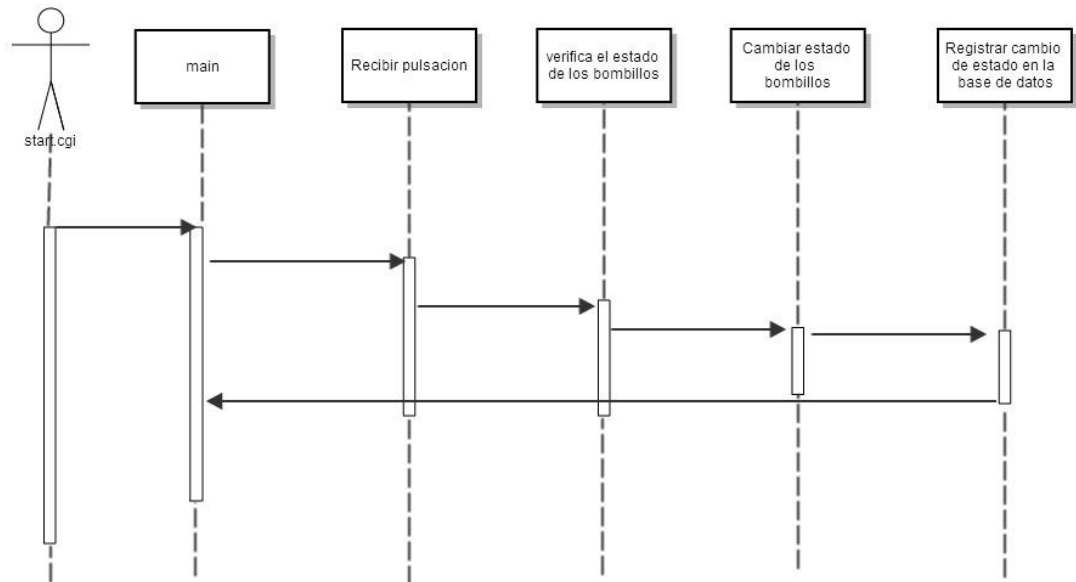 start.cgi
main
Recibir pulsacion
verifica el estado
de los bombillos
Cambiar estado
de los
bombillos
Registrar cambio
de estado en la
base de datos